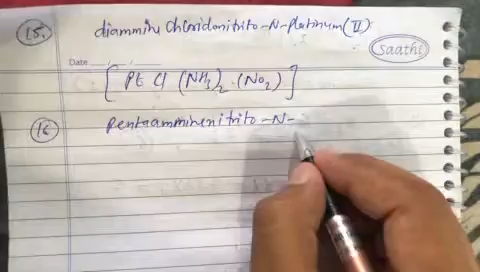 15. diammine chloridonitrito-N-platinum (II)
Saathi
Date / /
[Pt Cl (NH3)2 (NO2)]
16 Pentaamminenitrito-N-